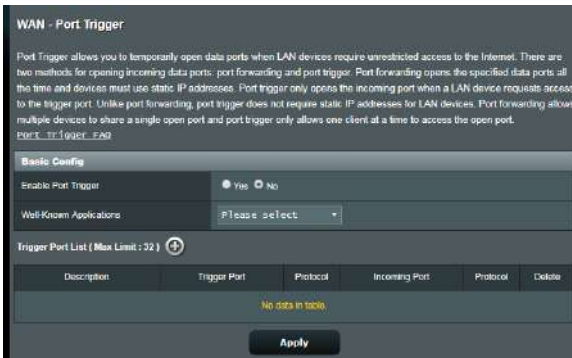 WAN - Port Trigger
Port Trigger allows you to temporarily open data ports when LAN devices require unrestricted access to the Internet. There are
two methods for opening incoming data ports: port forwarding and port trigger. Port forwarding opens the specified data ports all
the time and devices must use static IP addresses. Port trigger only opens the incoming port when a LAN device requests access
to the trigger port. Unlike port forwarding, port trigger does not require static IP addresses for LAN devices. Port forwarding allows
multiple devices to share a single open port and port trigger only allows one client at a time to access the open port.
Port Trigger FAQ
Basic Config
Enable Port Trigger Yes No
Well-Known Applications Please select
Trigger Port List ( Max Limit : 32 )
Description Trigger Port Protocol Incoming Port Protocol Delete
No data in table.
Apply